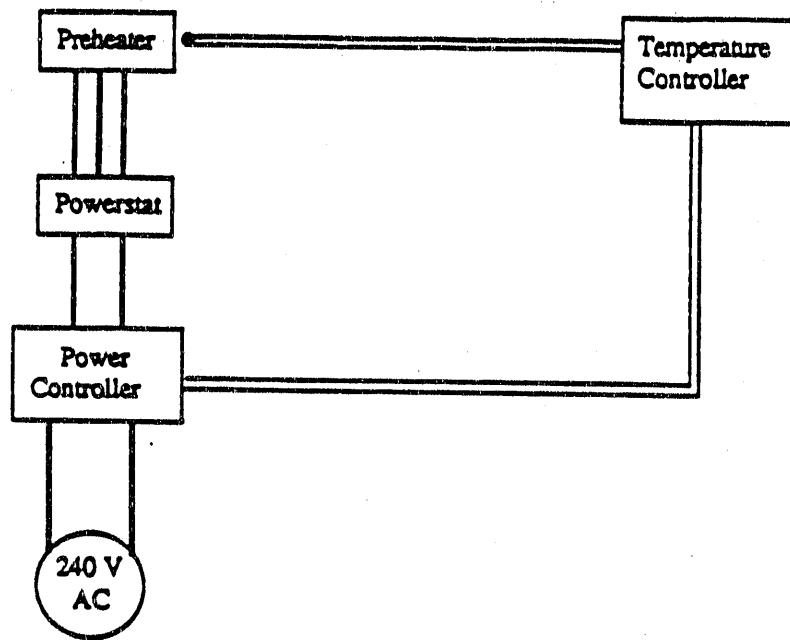 Preheater
Temperature
Controller
Powerstat
Power
Controller
240 V
AC